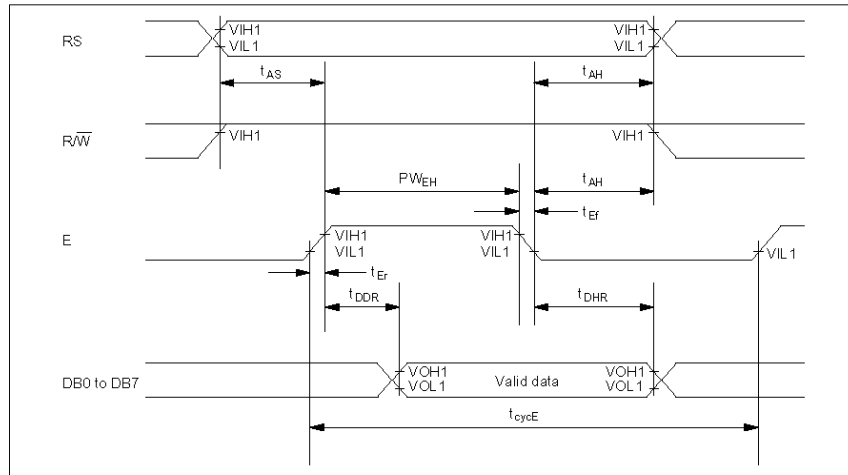 RS
VIH1 VIH1
VIL1 VIL1
tAS tAH
R/W̅ VIH1 VIH1
PWEH tAH
tEf
E
VIH1 VIH1
VIL1 VIL1 VIL1
tEr
tDDR tDHR
DB0 to DB7
VOH1 Valid data VOH1
VOL1 VOL1
tcycE